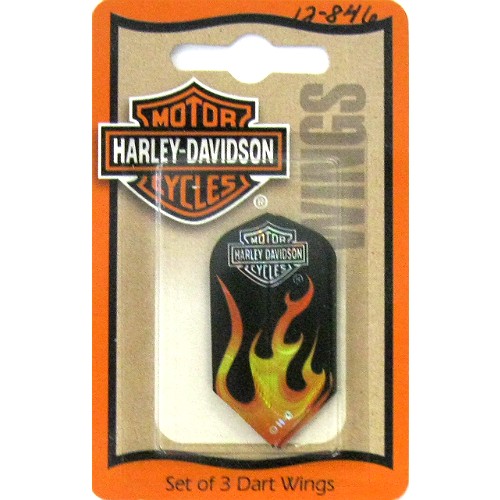 12-846
MOTOR
HARLEY-DAVIDSON
CYCLES
®
WINGS
MOTOR
HARLEY-DAVIDSON
CYCLES
®
©H-D
Set of 3 Dart Wings